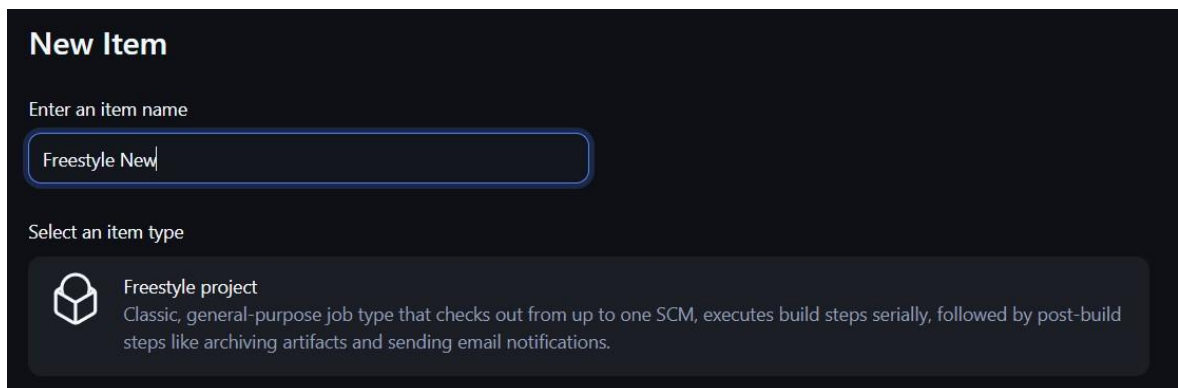 New Item
Enter an item name
Freestyle New
Select an item type
Freestyle project
Classic, general-purpose job type that checks out from up to one SCM, executes build steps serially, followed by post-build
steps like archiving artifacts and sending email notifications.